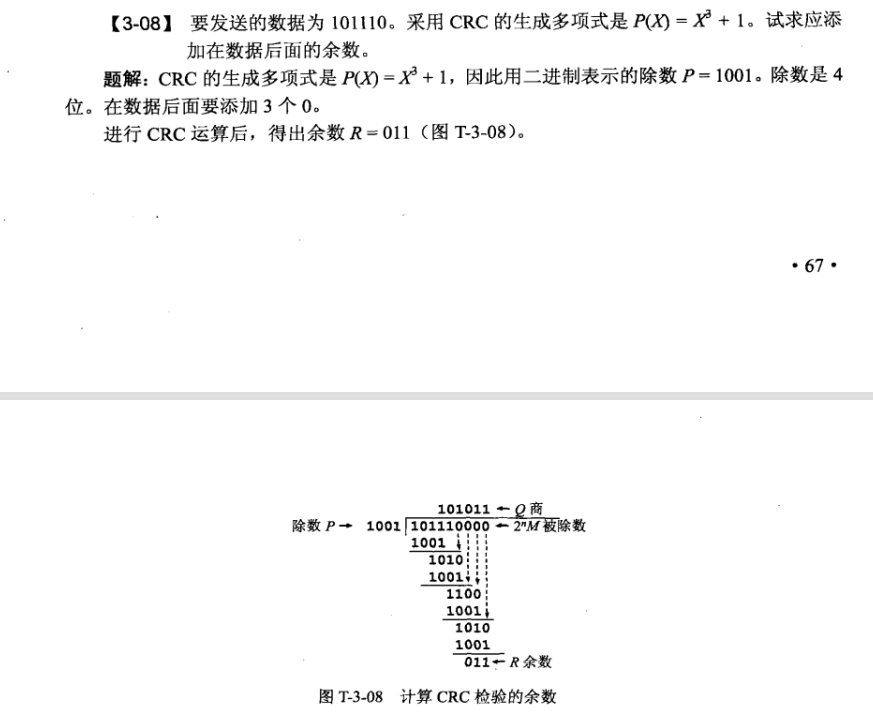 【3-08】 要发送的数据为 101110。采用 CRC 的生成多项式是 P(X) = X³ + 1。试求应添
加在数据后面的余数。
题解：CRC 的生成多项式是 P(X) = X³ + 1，因此用二进制表示的除数 P = 1001。除数是 4
位。在数据后面要添加 3 个 0。
进行 CRC 运算后，得出余数 R = 011（图 T-3-08）。
• 67 •
101011 ← Q 商
除数 P → 1001 101110000 ← 2ⁿM 被除数
1001
1010
1001
1100
1001
1010
1001
011 ← R 余数
图 T-3-08 计算 CRC 检验的余数